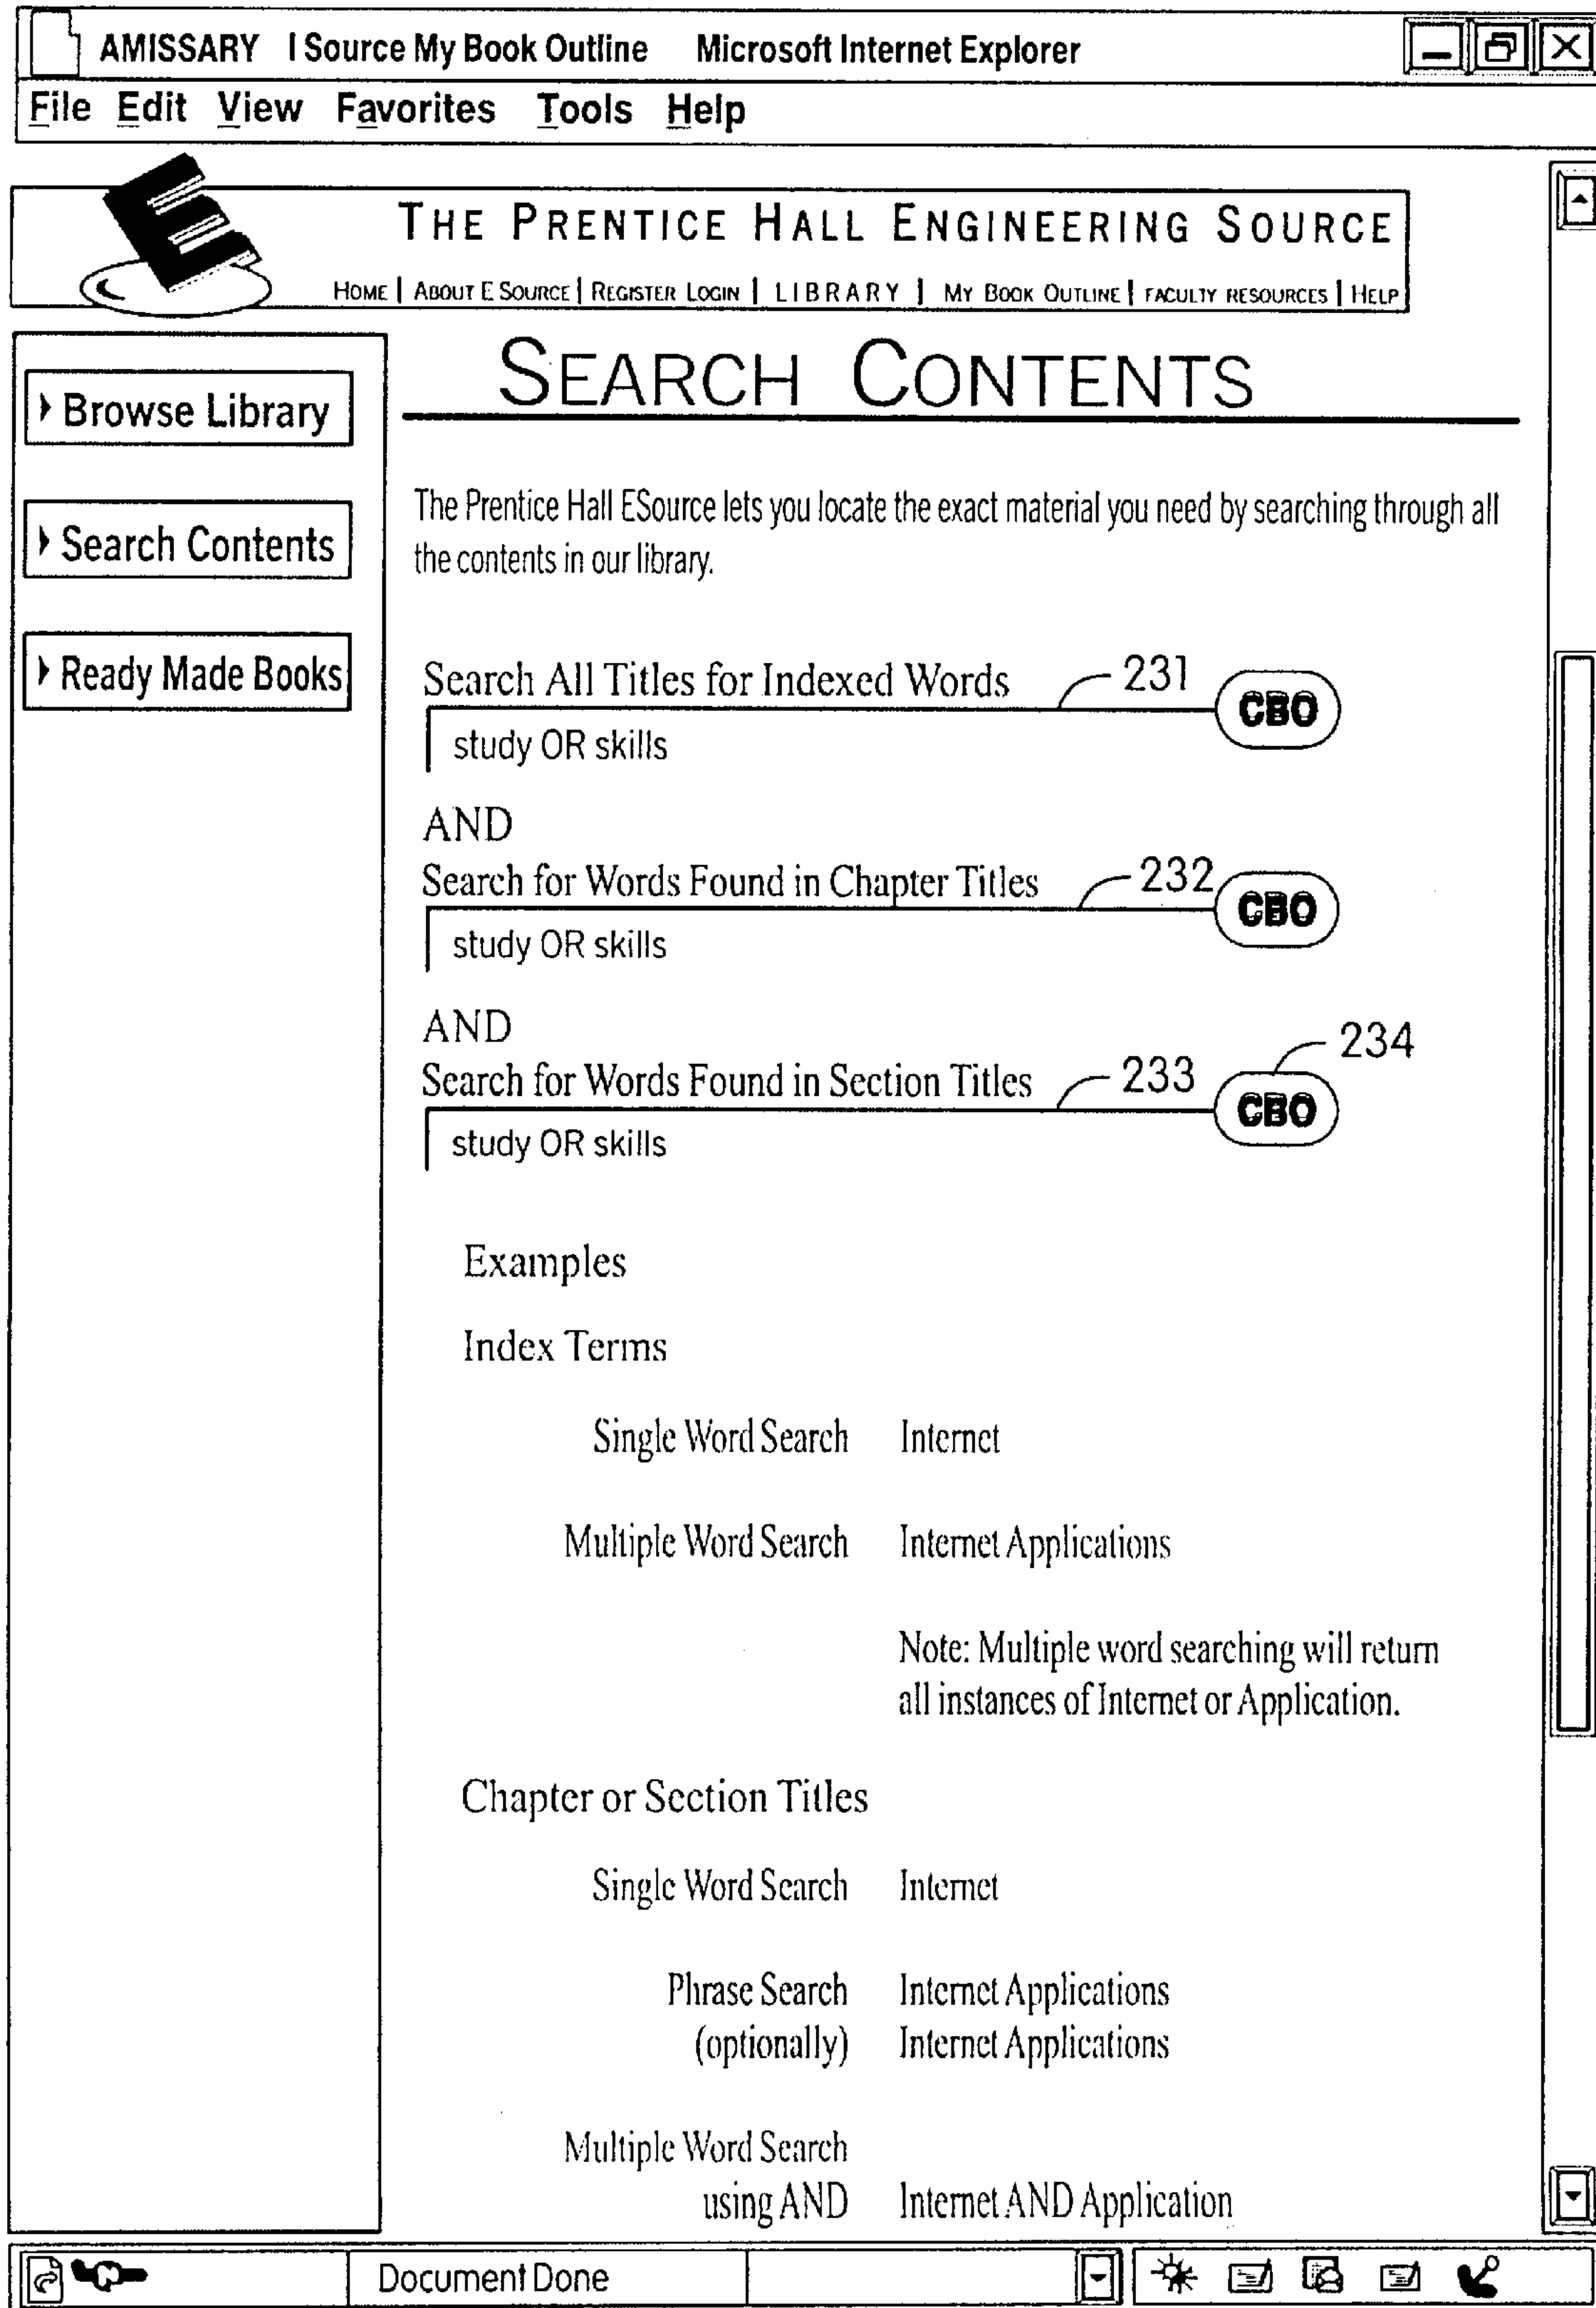 AMISSARY I Source My Book Outline Microsoft Internet Explorer
File Edit View Favorites Tools Help
E
THE PRENTICE HALL ENGINEERING SOURCE
HOME | ABOUT E SOURCE | REGISTER LOGIN | LIBRARY | MY BOOK OUTLINE | FACULTY RESOURCES | HELP
Browse Library
Search Contents
Ready Made Books
SEARCH CONTENTS
The Prentice Hall ESource lets you locate the exact material you need by searching through all
the contents in our library.
Search All Titles for Indexed Words 231 CBO
study OR skills
AND
Search for Words Found in Chapter Titles 232 CBO
study OR skills
AND
234
Search for Words Found in Section Titles 233 CBO
study OR skills
Examples
Index Terms
Single Word Search Internet
Multiple Word Search Internet Applications
Note: Multiple word searching will return
all instances of Internet or Application.
Chapter or Section Titles
Single Word Search Internet
Phrase Search Internet Applications
(optionally) Internet Applications
Multiple Word Search
using AND Internet AND Application
Document Done